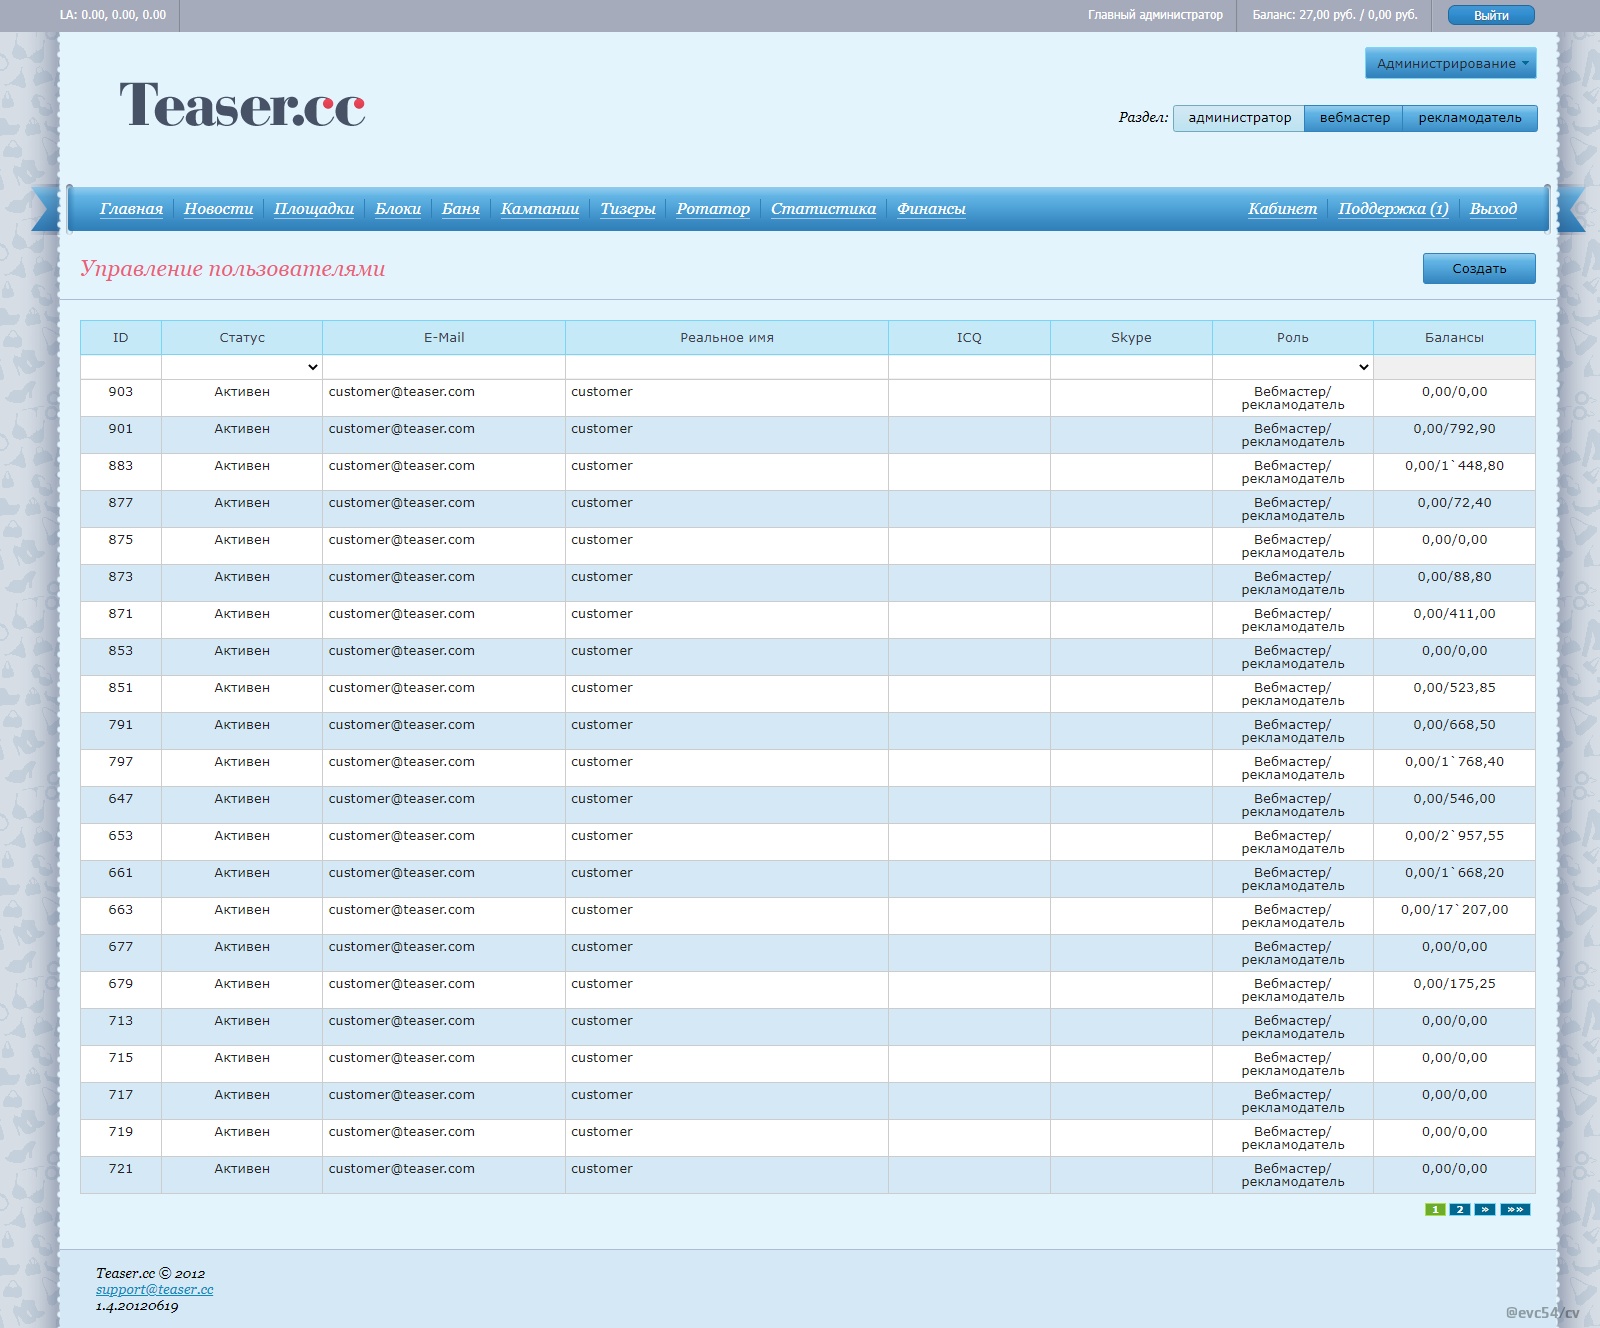 LA: 0.00, 0.00, 0.00
Главный администратор
Баланс: 27,00 руб. / 0,00 руб.
Выйти
Администрирование
Teaser.cc
Раздел: администратор вебмастер рекламодатель
Главная Новости Площадки Блоки Баня Кампании Тизеры Ротатор Статистика Финансы Кабинет Поддержка (1) Выход
Управление пользователями
Создать
ID Статус E-Mail Реальное имя ICQ Skype Роль Балансы
903 Активен customer@teaser.com customer Вебмастер/ 0,00/0,00
рекламодатель
901 Активен customer@teaser.com customer Вебмастер/ 0,00/792,90
рекламодатель
883 Активен customer@teaser.com customer Вебмастер/ 0,00/1`448,80
рекламодатель
877 Активен customer@teaser.com customer Вебмастер/ 0,00/72,40
рекламодатель
875 Активен customer@teaser.com customer Вебмастер/ 0,00/0,00
рекламодатель
873 Активен customer@teaser.com customer Вебмастер/ 0,00/88,80
рекламодатель
871 Активен customer@teaser.com customer Вебмастер/ 0,00/411,00
рекламодатель
853 Активен customer@teaser.com customer Вебмастер/ 0,00/0,00
рекламодатель
851 Активен customer@teaser.com customer Вебмастер/ 0,00/523,85
рекламодатель
791 Активен customer@teaser.com customer Вебмастер/ 0,00/668,50
рекламодатель
797 Активен customer@teaser.com customer Вебмастер/ 0,00/1`768,40
рекламодатель
647 Активен customer@teaser.com customer Вебмастер/ 0,00/546,00
рекламодатель
653 Активен customer@teaser.com customer Вебмастер/ 0,00/2`957,55
рекламодатель
661 Активен customer@teaser.com customer Вебмастер/ 0,00/1`668,20
рекламодатель
663 Активен customer@teaser.com customer Вебмастер/ 0,00/17`207,00
рекламодатель
677 Активен customer@teaser.com customer Вебмастер/ 0,00/0,00
рекламодатель
679 Активен customer@teaser.com customer Вебмастер/ 0,00/175,25
рекламодатель
713 Активен customer@teaser.com customer Вебмастер/ 0,00/0,00
рекламодатель
715 Активен customer@teaser.com customer Вебмастер/ 0,00/0,00
рекламодатель
717 Активен customer@teaser.com customer Вебмастер/ 0,00/0,00
рекламодатель
719 Активен customer@teaser.com customer Вебмастер/ 0,00/0,00
рекламодатель
721 Активен customer@teaser.com customer Вебмастер/ 0,00/0,00
рекламодатель
1 2 » »»
Teaser.cc © 2012
support@teaser.cc
1.4.20120619
@evc54/cv